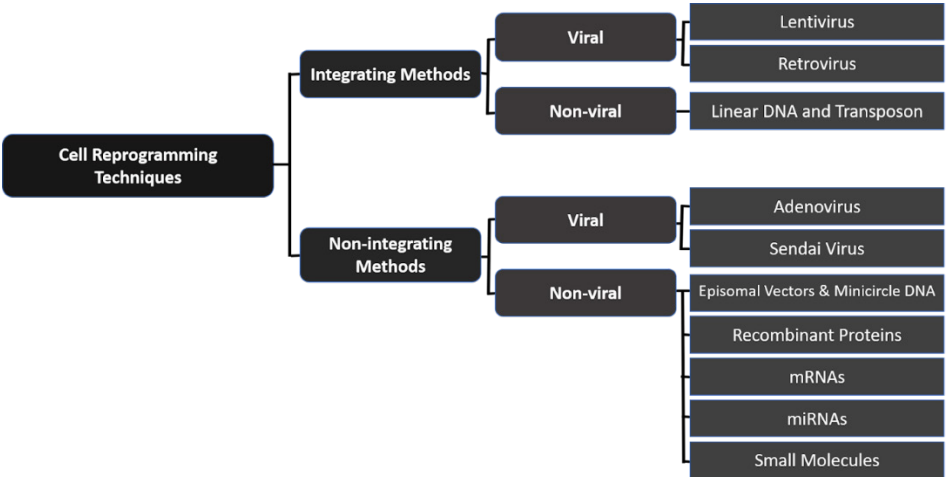 Cell Reprogramming
Techniques
Integrating Methods
Viral
Lentivirus
Retrovirus
Non-viral
Linear DNA and Transposon
Non-integrating
Methods
Viral
Adenovirus
Sendai Virus
Non-viral
Episomal Vectors & Minicircle DNA
Recombinant Proteins
mRNAs
miRNAs
Small Molecules